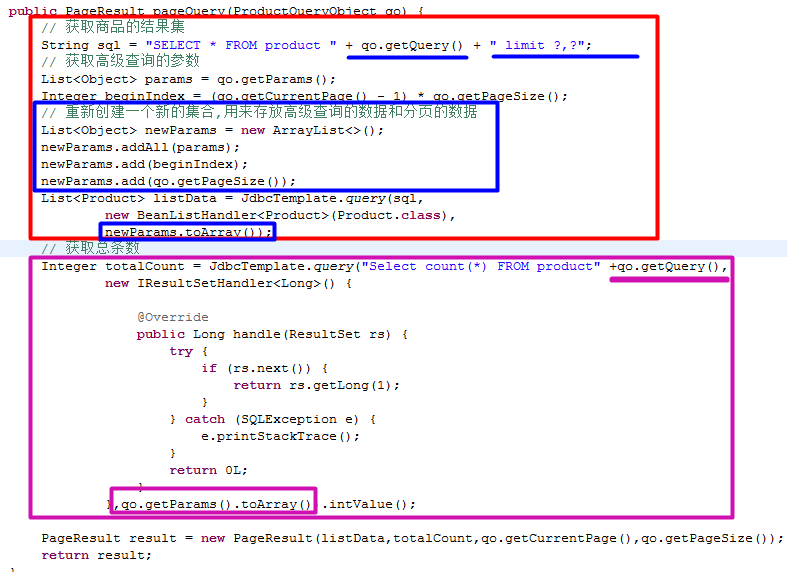 public PageResult pageQuery(ProductQueryObject qo) {
// 获取商品的结果集
String sql = "SELECT * FROM product " + qo.getQuery() + " limit ?,?";
// 获取高级查询的参数
List<Object> params = qo.getParams();
Integer beginIndex = (qo.getCurrentPage() - 1) * qo.getPageSize();
// 重新创建一个新的集合,用来存放高级查询的数据和分页的数据
List<Object> newParams = new ArrayList<>();
newParams.addAll(params);
newParams.add(beginIndex);
newParams.add(qo.getPageSize());
List<Product> listData = JdbcTemplate.query(sql,
new BeanListHandler<Product>(Product.class),
newParams.toArray());
// 获取总条数
Integer totalCount = JdbcTemplate.query("Select count(*) FROM product" +qo.getQuery(),
new IResultSetHandler<Long>() {
@Override
public Long handle(ResultSet rs) {
try {
if (rs.next()) {
return rs.getLong(1);
}
} catch (SQLException e) {
e.printStackTrace();
}
return 0L;
}
},qo.getParams().toArray()).intValue();
PageResult result = new PageResult(listData,totalCount,qo.getCurrentPage(),qo.getPageSize());
return result;
}